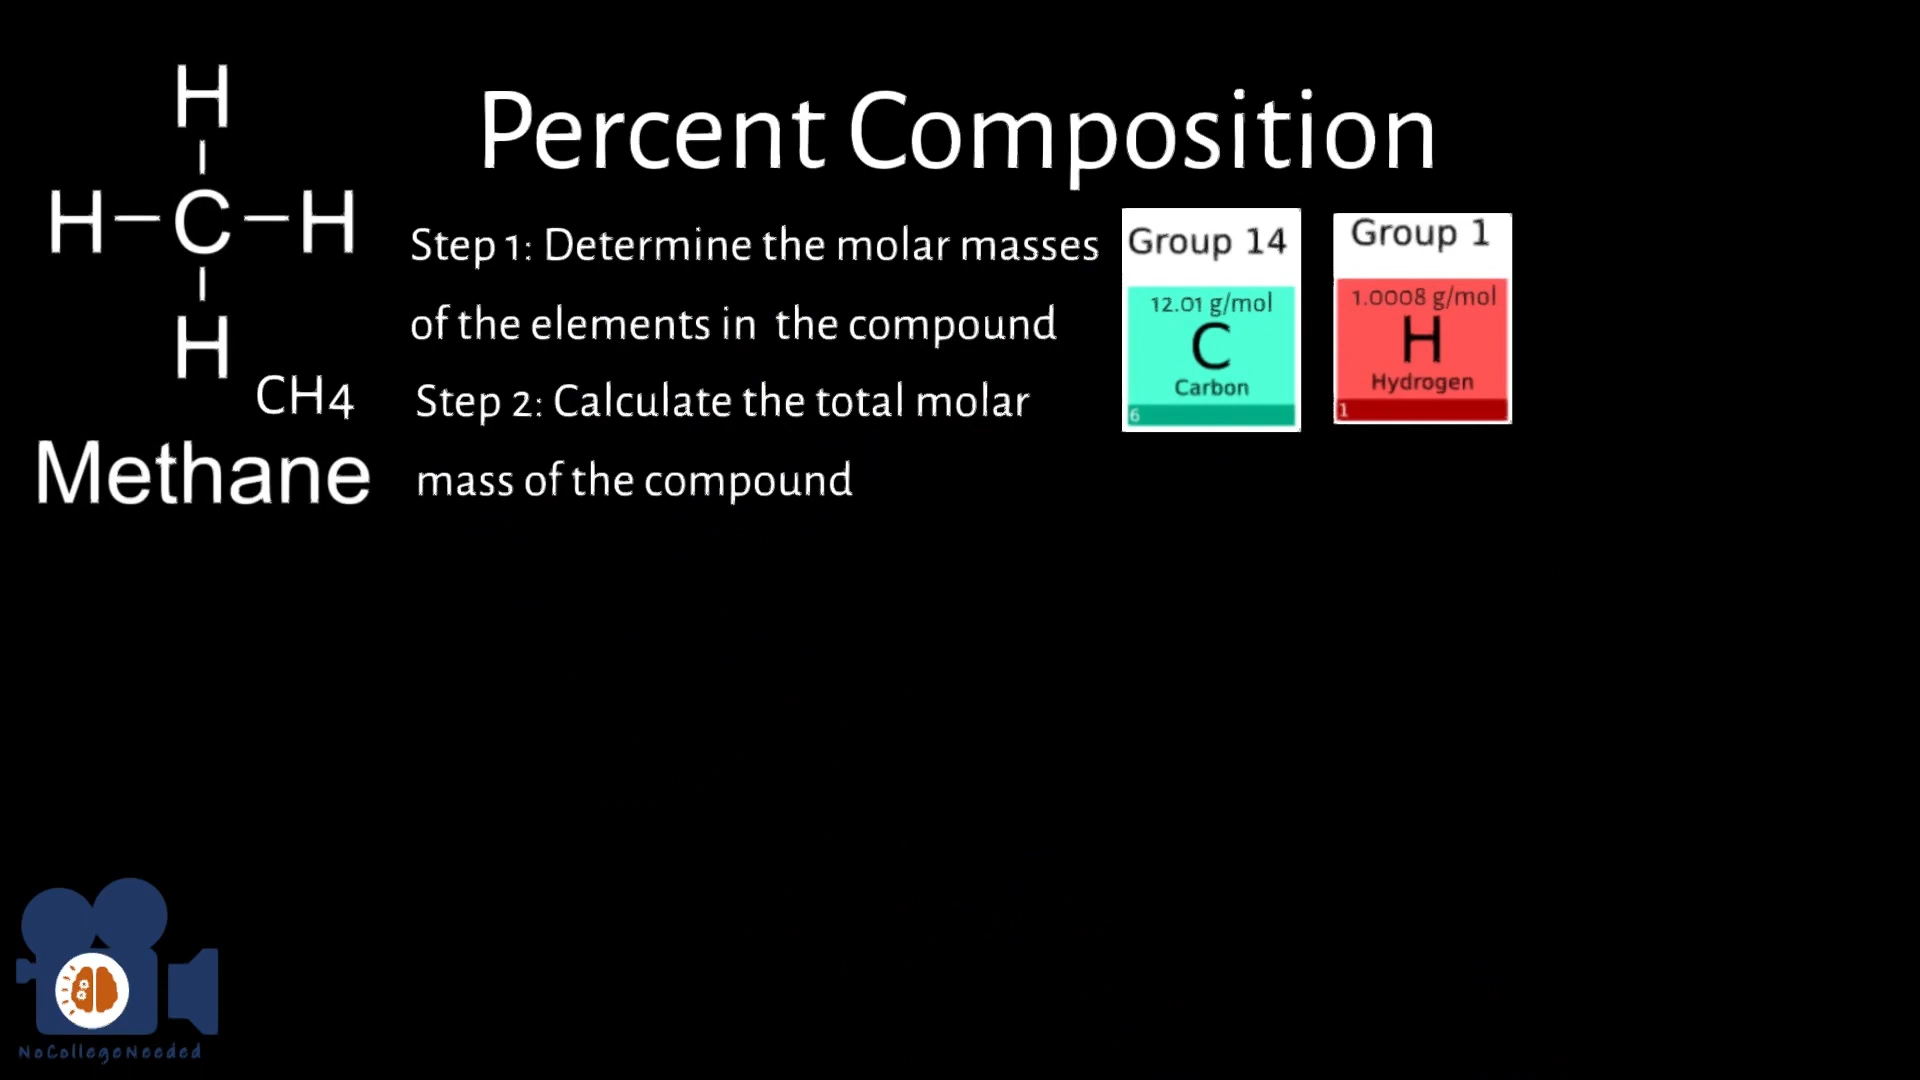 H
H C H
H
CH4
Methane
Percent Composition
Step 1: Determine the molar masses
of the elements in the compound
Step 2: Calculate the total molar
mass of the compound
Group 14
12.01 g/mol
C
Carbon
6
Group 1
1.0008 g/mol
H
Hydrogen
1
NoCollegeNeeded